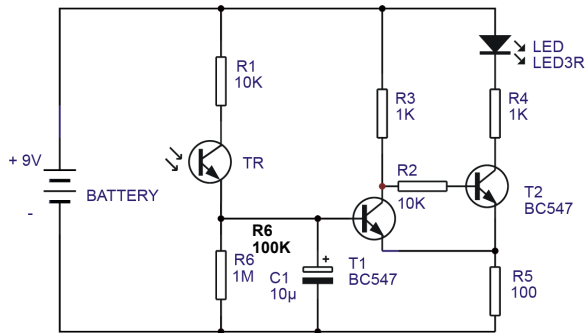 R1
10K
TR
+ 9V
-
BATTERY
R6
100K
R6
1M
C1
10µ
+
T1
BC547
R3
1K
R2
10K
LED
LED3R
R4
1K
T2
BC547
R5
100